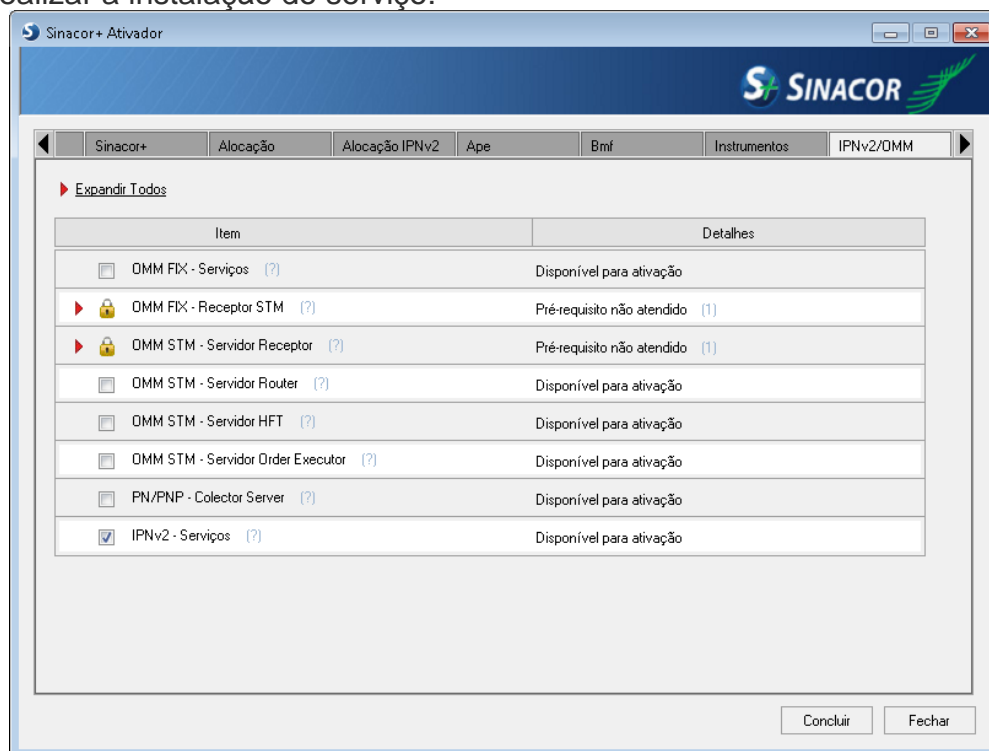 alizar a instalação do serviço.
Sinacor+ Ativador
S+ SINACOR
Sinacor+ Alocação Alocação IPNv2 Ape Bmf Instrumentos IPNv2/OMM
Expandir Todos
Item Detalhes
OMM FIX - Serviços (?) Disponível para ativação
OMM FIX - Receptor STM (?) Pré-requisito não atendido (1)
OMM STM - Servidor Receptor (?) Pré-requisito não atendido (1)
OMM STM - Servidor Router (?) Disponível para ativação
OMM STM - Servidor HFT (?) Disponível para ativação
OMM STM - Servidor Order Executor (?) Disponível para ativação
PN/PNP - Colector Server (?) Disponível para ativação
IPNv2 - Serviços (?) Disponível para ativação
Concluir Fechar